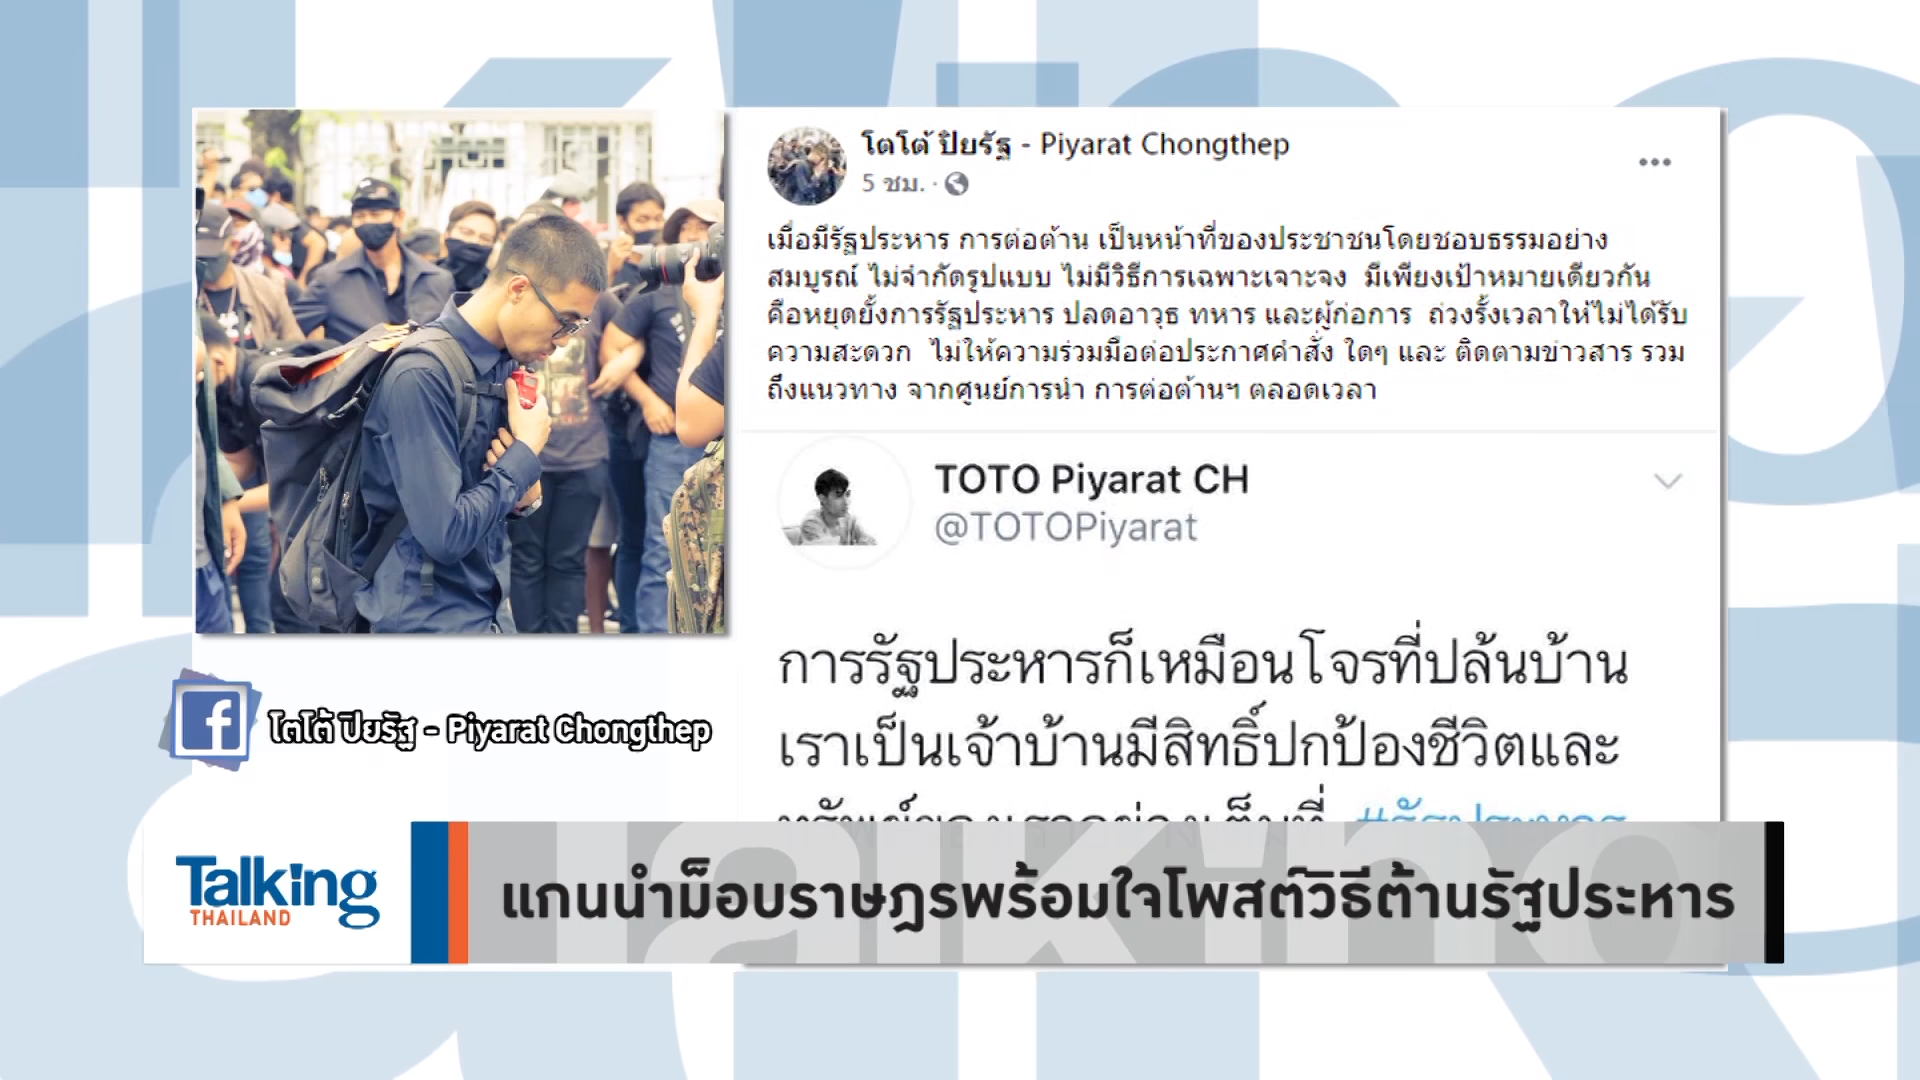 โตโต้ ปิยรัฐ - Piyarat Chongthep
5 ชม.
เมื่อมีรัฐประหาร การต่อต้าน เป็นหน้าที่ของประชาชนโดยชอบธรรมอย่าง
สมบูรณ์ ไม่จำกัดรูปแบบ ไม่มีวิธีการเฉพาะเจาะจง มีเพียงเป้าหมายเดียวกัน
คือหยุดยั้งการรัฐประหาร ปลดอาวุธ ทหาร และผู้ก่อการ ถ่วงรั้งเวลาให้ไม่ได้รับ
ความสะดวก ไม่ให้ความร่วมมือต่อประกาศคำสั่ง ใดๆ และ ติดตามข่าวสาร รวม
ถึงแนวทาง จากศูนย์การนำ การต่อต้านฯ ตลอดเวลา
TOTO Piyarat CH
@TOTOPiyarat
การรัฐประหารก็เหมือนโจรที่ปล้นบ้าน
เราเป็นเจ้าบ้านมีสิทธิ์ปกป้องชีวิตและ
โตโต้ ปิยรัฐ - Piyarat Chongthep
Talking
THAILAND
แกนนำม็อบราษฎรพร้อมใจโพสต์วิธีต้านรัฐประหาร